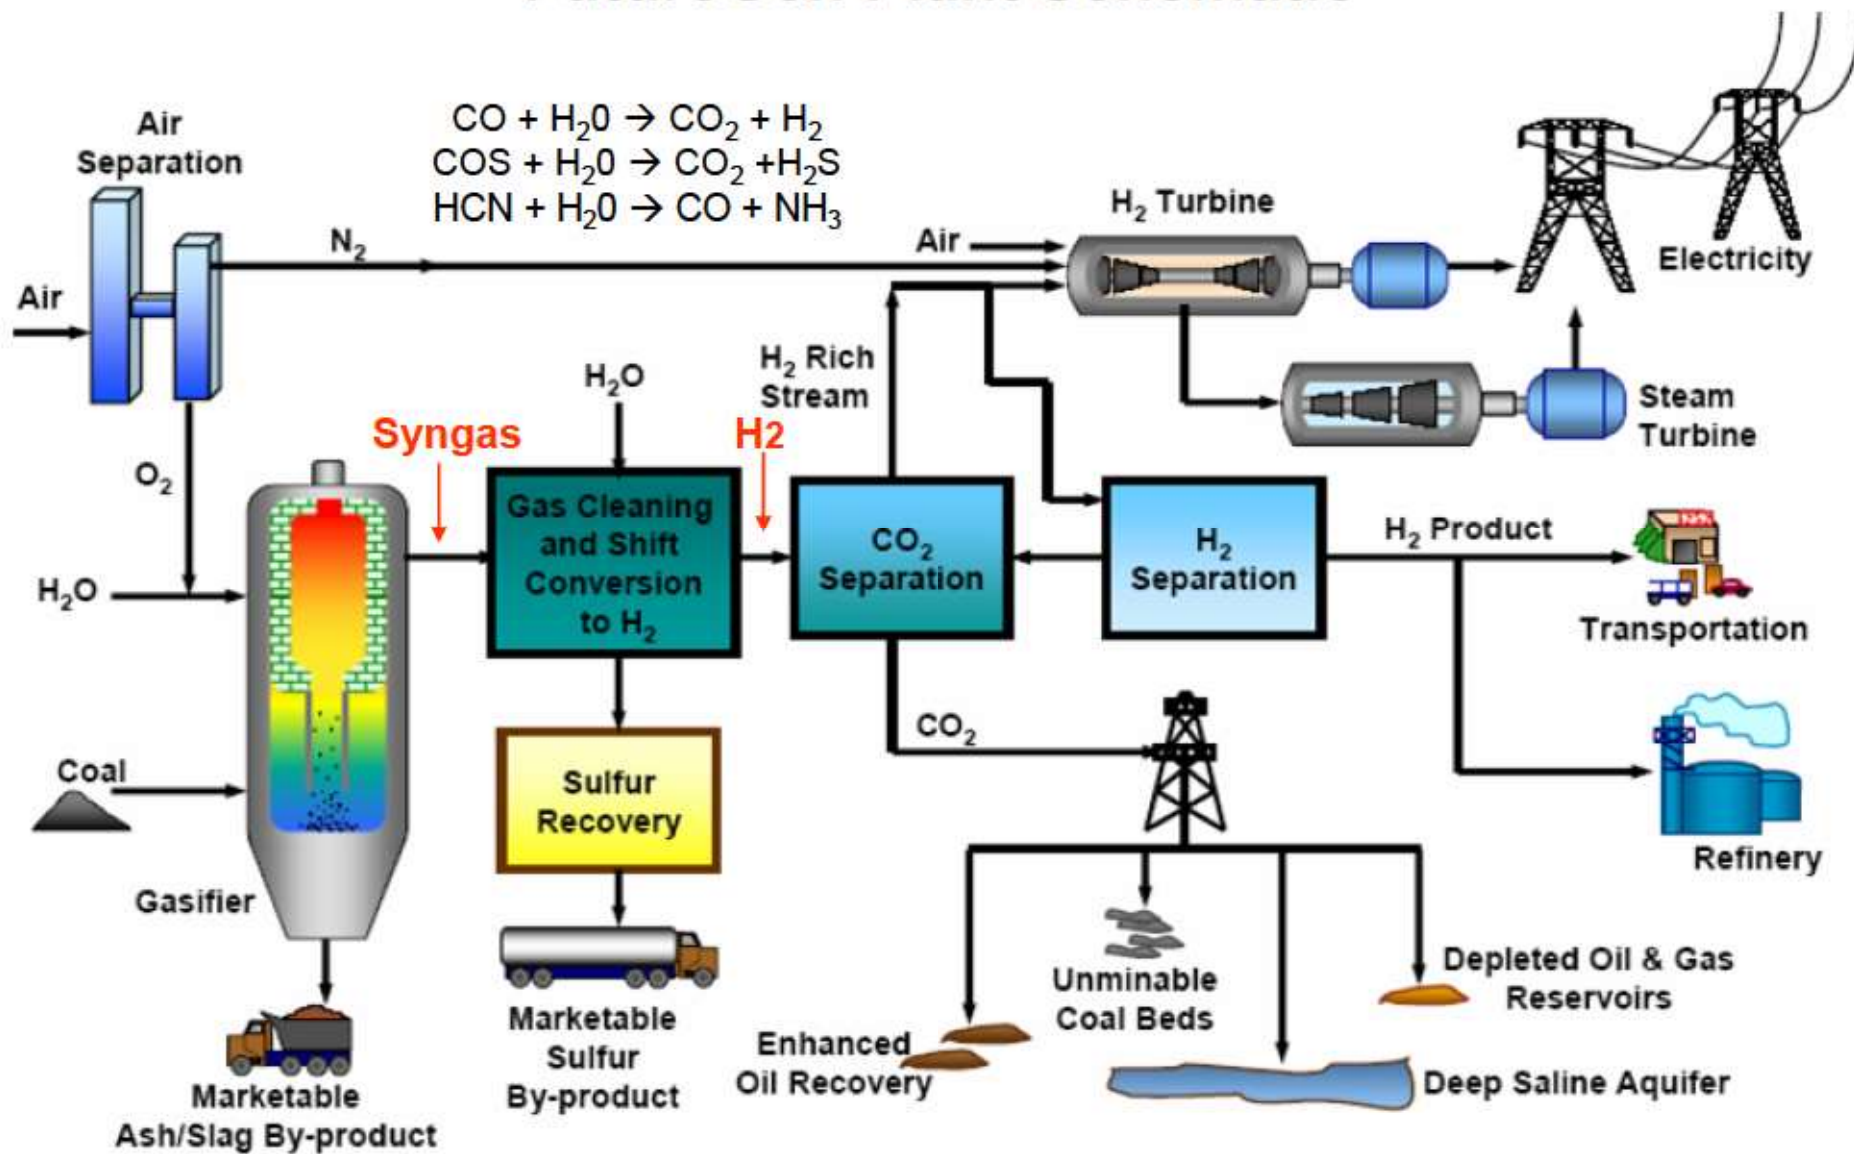 Air
Separation
CO + H₂0 → CO₂ + H₂
COS + H₂0 → CO₂ +H₂S
HCN + H₂0 → CO + NH₃
N₂
Air
H₂ Turbine
Electricity
Air
H₂O
H₂ Rich
Stream
Steam
Turbine
Syngas
H2
O₂
Gas Cleaning
and Shift
Conversion
to H₂
CO₂
Separation
H₂
Separation
H₂ Product
Transportation
H₂O
CO₂
Coal
Sulfur
Recovery
Refinery
Gasifier
Unminable
Coal Beds
Depleted Oil & Gas
Reservoirs
Marketable
Sulfur
By-product
Enhanced
Oil Recovery
Deep Saline Aquifer
Marketable
Ash/Slag By-product